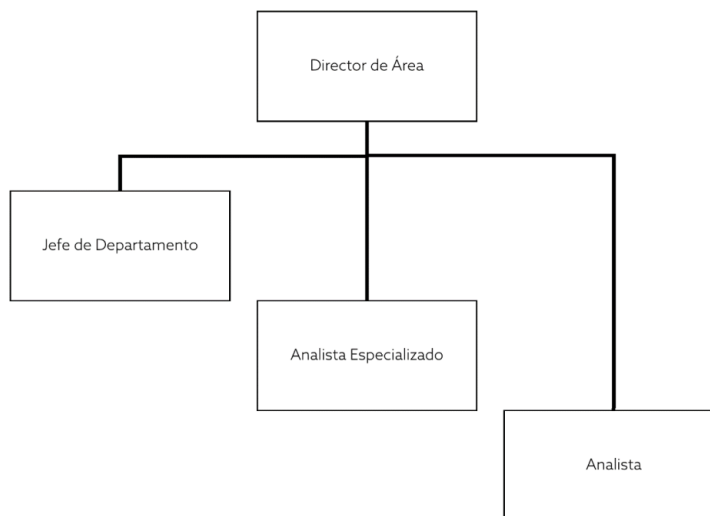 Director de Área
Jefe de Departamento
Analista Especializado
Analista